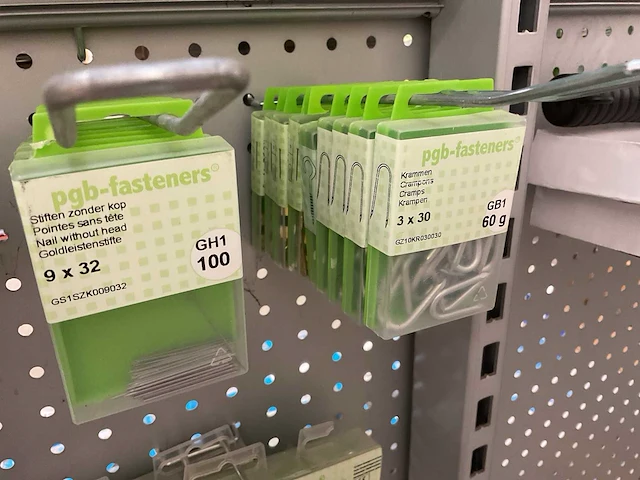 pgb-fasteners®
Stiften zonder kop
Pointes sans tête
Nail without head
Goldleistenstifte
9 x 32
GH1
100
GS1SZK009032
pgb-fasteners®
Krammen
Crampons
Cramps
Krampen
3 x 30
GB1
60 g
GZ10KR030030